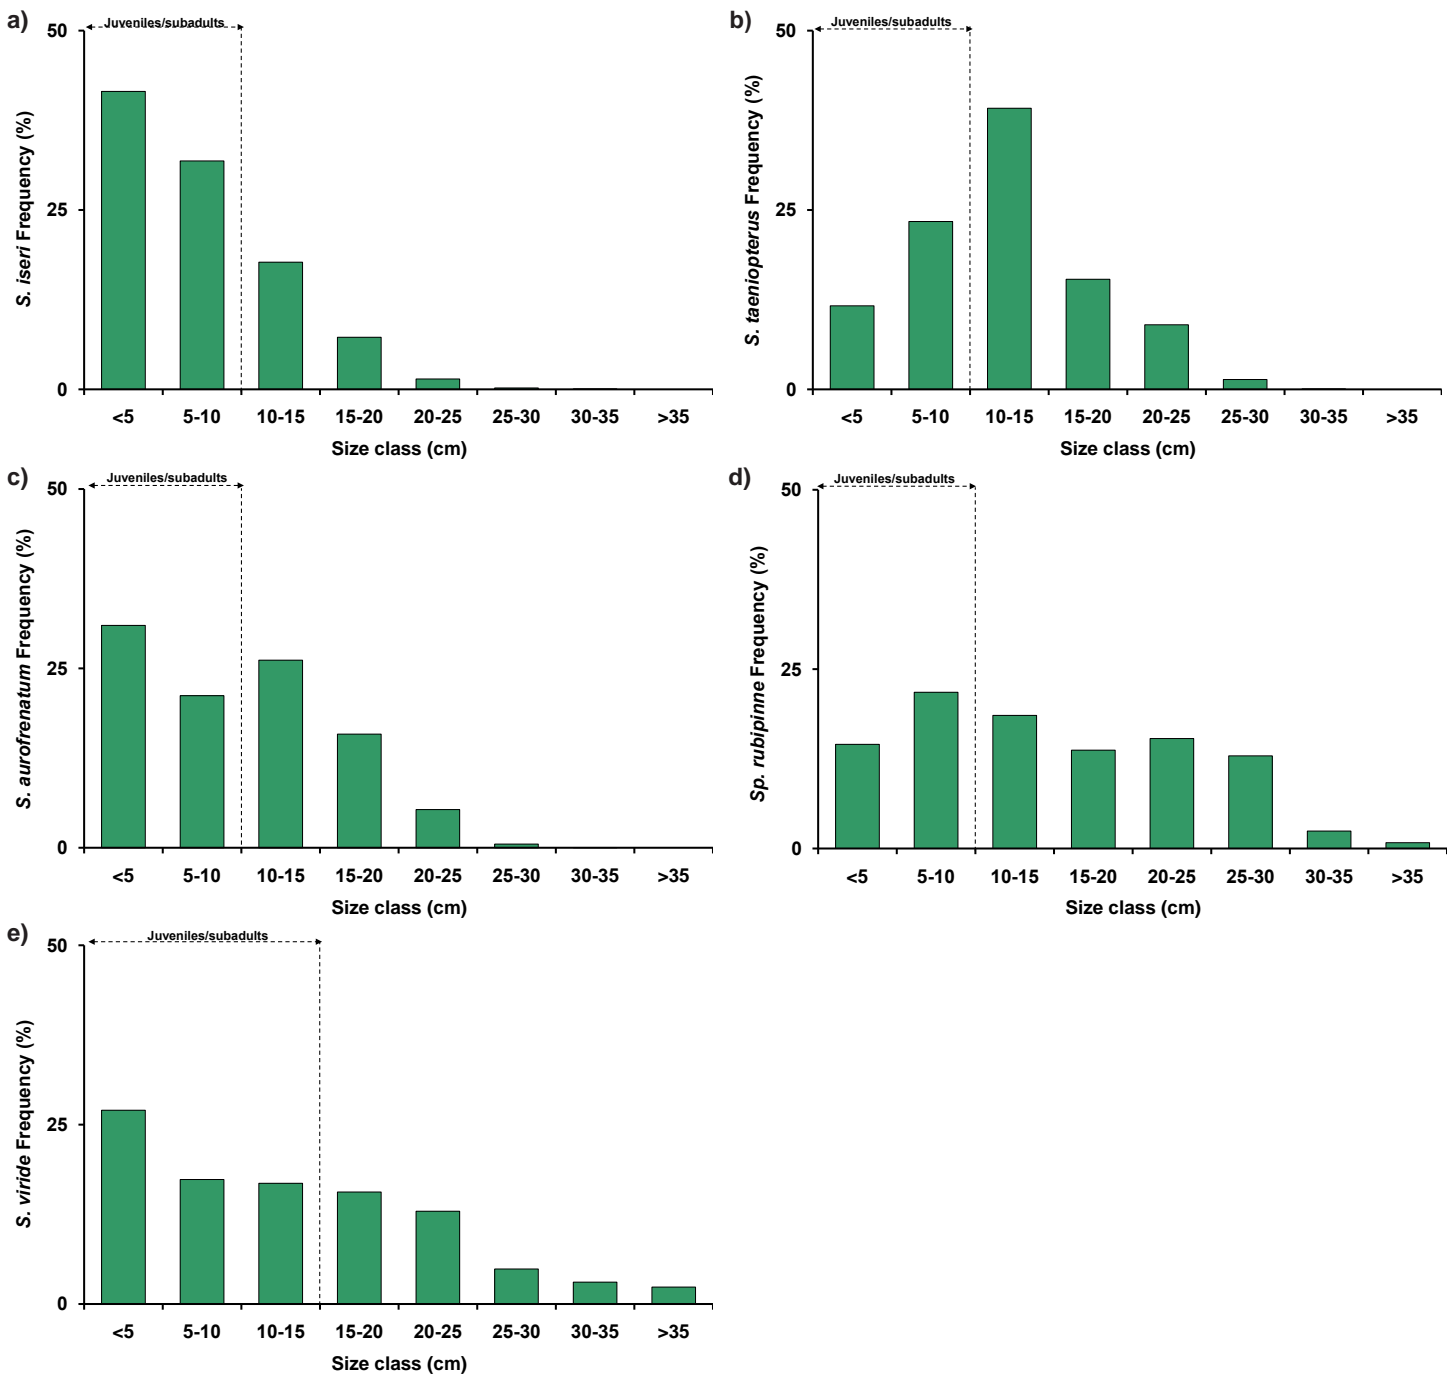 a)
Juveniles/subadults
50
25
0
S. iseri Frequency (%)
<5 5-10 10-15 15-20 20-25 25-30 30-35 >35
Size class (cm)
b)
Juveniles/subadults
50
25
0
S. taeniopterus Frequency (%)
<5 5-10 10-15 15-20 20-25 25-30 30-35 >35
Size class (cm)
c)
Juveniles/subadults
50
25
0
S. aurofrenatum Frequency (%)
<5 5-10 10-15 15-20 20-25 25-30 30-35 >35
Size class (cm)
d)
Juveniles/subadults
50
25
0
Sp. rubipinne Frequency (%)
<5 5-10 10-15 15-20 20-25 25-30 30-35 >35
Size class (cm)
e)
Juveniles/subadults
50
25
0
S. viride Frequency (%)
<5 5-10 10-15 15-20 20-25 25-30 30-35 >35
Size class (cm)